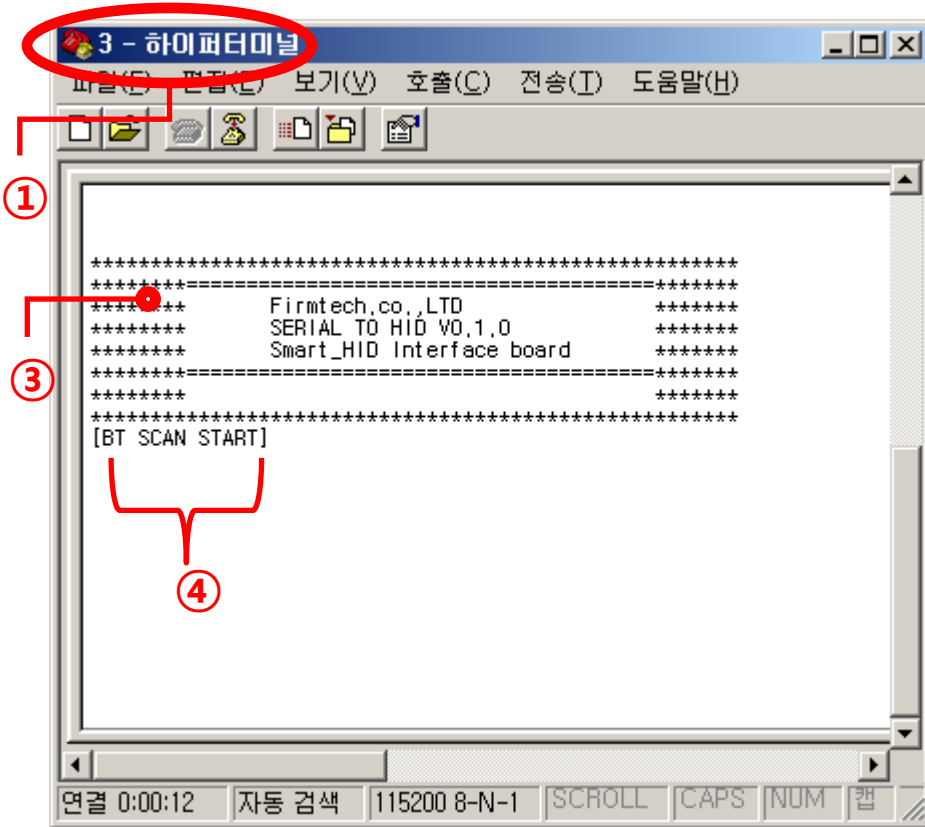 3 - 하이퍼터미널
파일(F) 편집(E) 보기(V) 호출(C) 전송(T) 도움말(H)
①
*******************************************************
********========================================*******
******** Firmtech,co,,LTD *******
******** SERIAL TO HID V0,1,0 *******
******** Smart_HID Interface board *******
③
********========================================*******
******** *******
*******************************************************
[BT SCAN START]
④
연결 0:00:12 자동 검색 115200 8-N-1 SCROLL CAPS NUM 캡